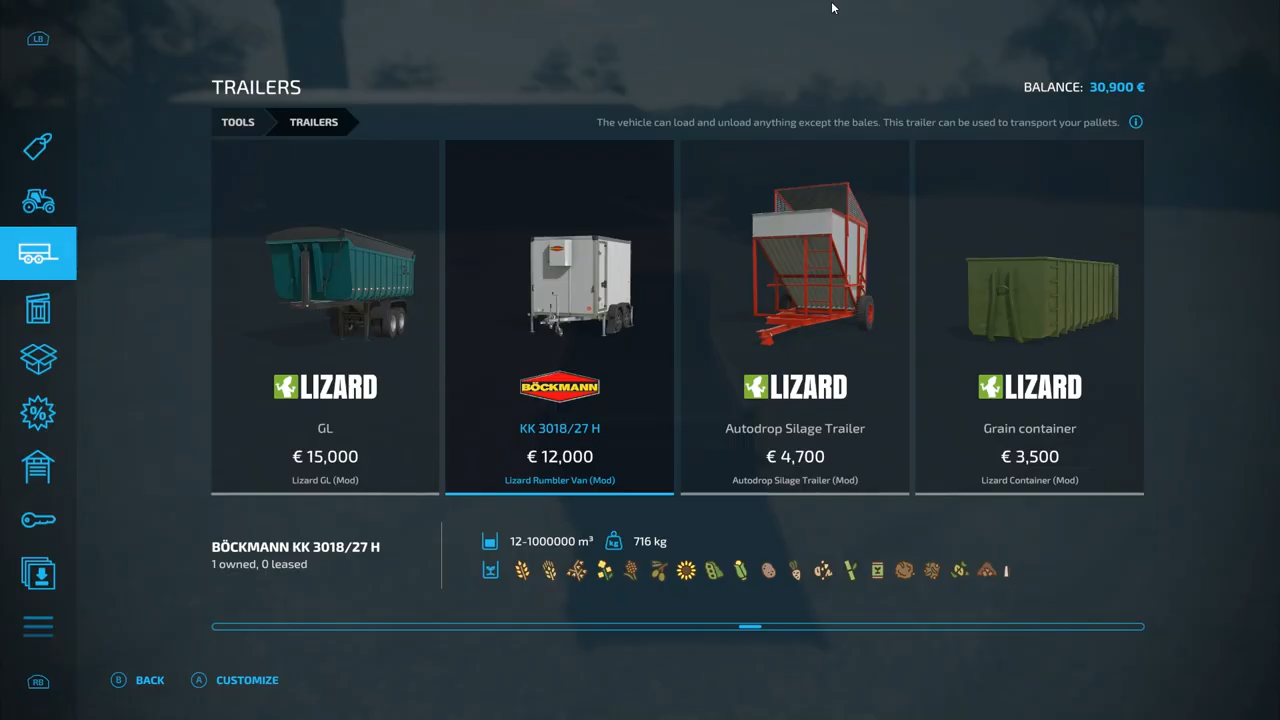 LB
TRAILERS
BALANCE: 30,900 €
TOOLS
TRAILERS
The vehicle can load and unload anything except the bales. This trailer can be used to transport your pallets.
LIZARD
GL
€ 15,000
Lizard GL (Mod)
BÖCKMANN
KK 3018/27 H
€ 12,000
Lizard Rumbler Van (Mod)
LIZARD
Autodrop Silage Trailer
€ 4,700
Autodrop Silage Trailer (Mod)
LIZARD
Grain container
€ 3,500
Lizard Container (Mod)
BÖCKMANN KK 3018/27 H
1 owned, 0 leased
12-1000000 m³ kg 716 kg
RB
B BACK A CUSTOMIZE